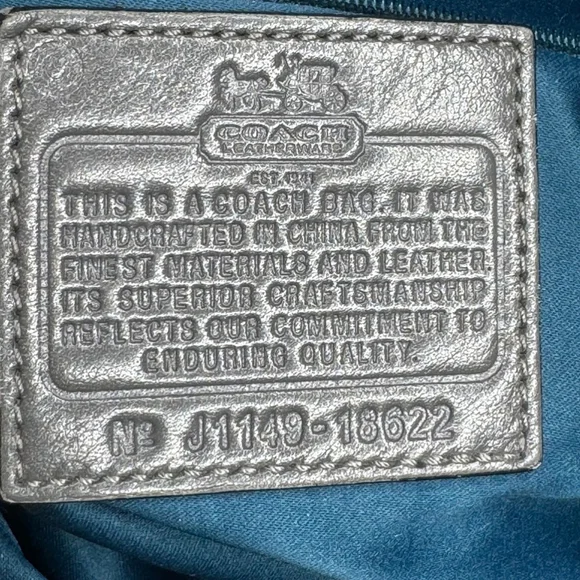 COACH
LEATHERWARE
EST. 1941
THIS IS A COACH BAG. IT WAS
HANDCRAFTED IN CHINA FROM THE
FINEST MATERIALS AND LEATHER.
ITS SUPERIOR CRAFTSMANSHIP
REFLECTS OUR COMMITMENT TO
ENDURING QUALITY.
Nº J1149-18622